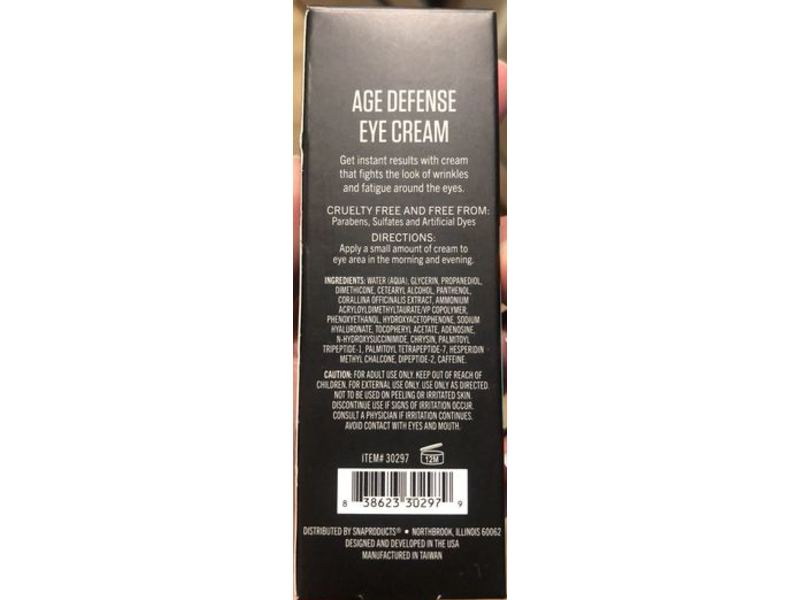 AGE DEFENSE
EYE CREAM
Get instant results with cream
that fights the look of wrinkles
and fatigue around the eyes.
CRUELTY FREE AND FREE FROM:
Parabens, Sulfates and Artificial Dyes
DIRECTIONS:
Apply a small amount of cream to
eye area in the morning and evening.
INGREDIENTS: WATER (AQUA), GLYCERIN, PROPANEDIOL,
DIMETHICONE, CETEARYL ALCOHOL, PANTHENOL,
CORALLINA OFFICINALIS EXTRACT, AMMONIUM
ACRYLOYLDIMETHYLTAURATE/VP COPOLYMER,
PHENOXYETHANOL, HYDROXYACETOPHENONE, SODIUM
HYALURONATE, TOCOPHERYL ACETATE, ADENOSINE,
N-HYDROXYSUCCINIMIDE, CHRYSIN, PALMITOYL
TRIPEPTIDE-1, PALMITOYL TETRAPEPTIDE-7, HESPERIDIN
METHYL CHALCONE, DIPEPTIDE-2, CAFFEINE.
CAUTION: FOR ADULT USE ONLY. KEEP OUT OF REACH OF
CHILDREN. FOR EXTERNAL USE ONLY. USE ONLY AS DIRECTED.
NOT TO BE USED ON PEELING OR IRRITATED SKIN.
DISCONTINUE USE IF SIGNS OF IRRITATION OCCUR.
CONSULT A PHYSICIAN IF IRRITATION CONTINUES.
AVOID CONTACT WITH EYES AND MOUTH.
ITEM# 30297 12M
8 38623 30297 9
DISTRIBUTED BY SNAPRODUCTS® • NORTHBROOK, ILLINOIS 60062
DESIGNED AND DEVELOPED IN THE USA
MANUFACTURED IN TAIWAN